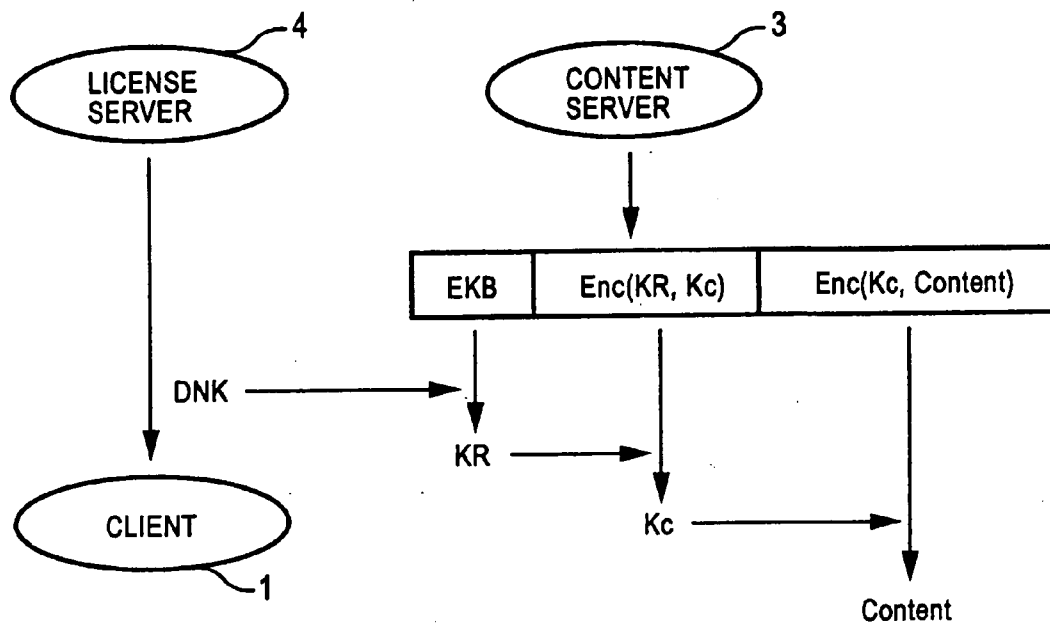 4
LICENSE
SERVER
3
CONTENT
SERVER
EKB
Enc(KR, Kc)
Enc(Kc, Content)
DNK
KR
Kc
CLIENT
1
Content